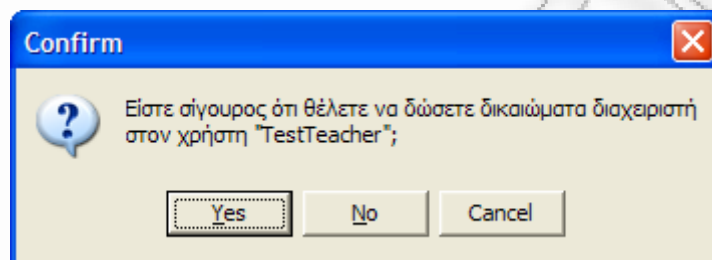 Confirm
Είστε σίγουρος ότι θέλετε να δώσετε δικαιώματα διαχειριστή
στον χρήστη "TestTeacher";
Yes No Cancel